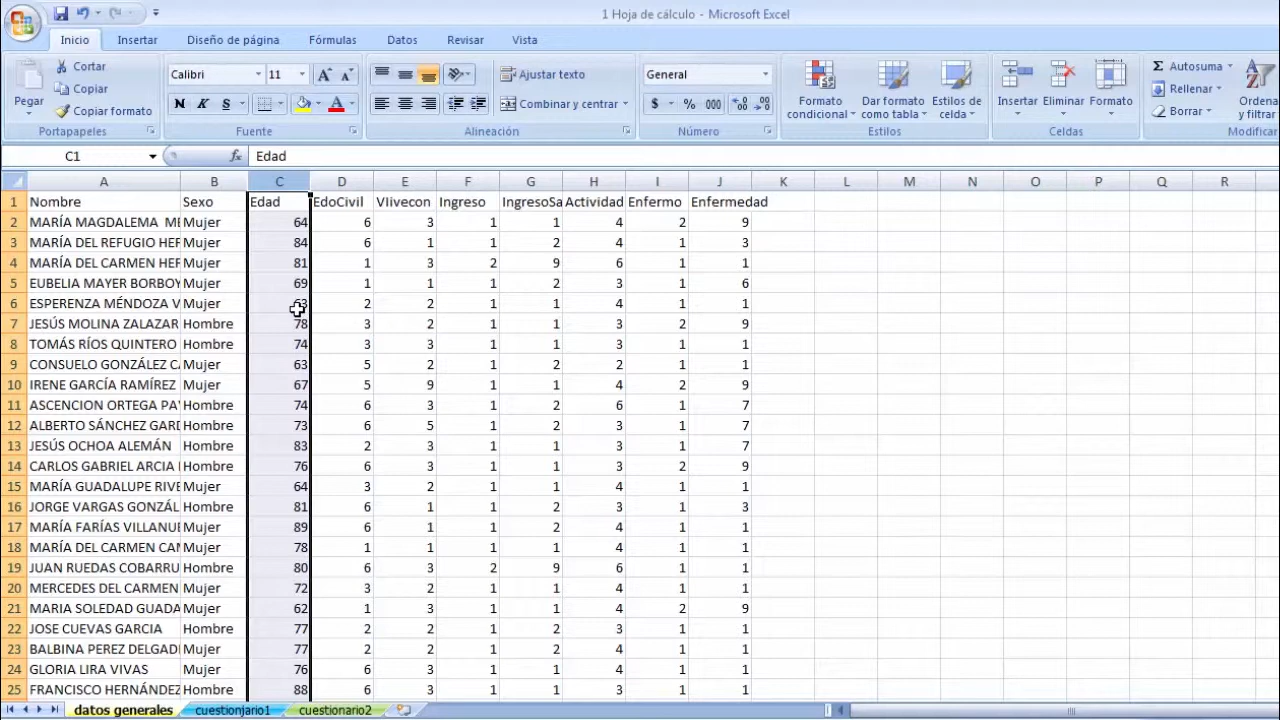 1 Hoja de cálculo - Microsoft Excel
Inicio Insertar Diseño de página Fórmulas Datos Revisar Vista
Cortar Calibri 11 Ajustar texto General Autosuma
Copiar Formato condicional Dar formato como tabla Estilos de celda Insertar Eliminar Formato Rellenar
Pegar Copiar formato N K S Combinar y centrar $ % 000 Borrar Ordena y filtrar
Portapapeles Fuente Alineación Número Estilos Celdas Modificar
C1 fx Edad
A B C D E F G H I J K L M N O P Q R
1 Nombre Sexo Edad EdoCivil VIivecon Ingreso IngresoSa Actividad Enfermo Enfermedad
2 MARÍA MAGDALEMA ME Mujer 64 6 3 1 1 4 2 9
3 MARÍA DEL REFUGIO HER Mujer 84 6 1 1 2 4 1 3
4 MARÍA DEL CARMEN HER Mujer 81 1 3 2 9 6 1 1
5 EUBELIA MAYER BORBOY Mujer 69 1 1 1 2 3 1 6
6 ESPERENZA MÉNDOZA V Mujer 2 2 1 1 4 1 1
7 JESÚS MOLINA ZALAZAR Hombre 78 3 2 1 1 3 2 9
8 TOMÁS RÍOS QUINTERO Hombre 74 3 3 1 1 3 1 1
9 CONSUELO GONZÁLEZ CA Mujer 63 5 2 1 2 2 1 1
10 IRENE GARCÍA RAMÍREZ Mujer 67 5 9 1 1 4 2 9
11 ASCENCION ORTEGA PAY Hombre 74 6 3 1 2 6 1 7
12 ALBERTO SÁNCHEZ GARD Hombre 73 6 5 1 2 3 1 7
13 JESÚS OCHOA ALEMÁN Hombre 83 2 3 1 1 3 1 7
14 CARLOS GABRIEL ARCIA Hombre 76 6 3 1 1 3 2 9
15 MARÍA GUADALUPE RIVE Mujer 64 3 2 1 1 4 1 1
16 JORGE VARGAS GONZÁL Hombre 81 6 1 1 2 3 1 3
17 MARÍA FARÍAS VILLANUE Mujer 89 6 1 1 2 4 1 1
18 MARÍA DEL CARMEN CAN Mujer 78 1 1 1 1 4 1 1
19 JUAN RUEDAS COBARRU Hombre 80 6 3 2 9 6 1 1
20 MERCEDES DEL CARMEN Mujer 72 3 2 1 1 4 1 1
21 MARIA SOLEDAD GUADA Mujer 62 1 3 1 1 4 2 9
22 JOSE CUEVAS GARCIA Hombre 77 2 2 1 1 3 1 1
23 BALBINA PEREZ DELGAD Mujer 77 2 2 1 2 4 1 1
24 GLORIA LIRA VIVAS Mujer 76 6 3 1 1 4 1 1
25 FRANCISCO HERNÁNDEZ Hombre 88 6 3 1 1 3 1 1
datos generales cuestionjario1 cuestionario2